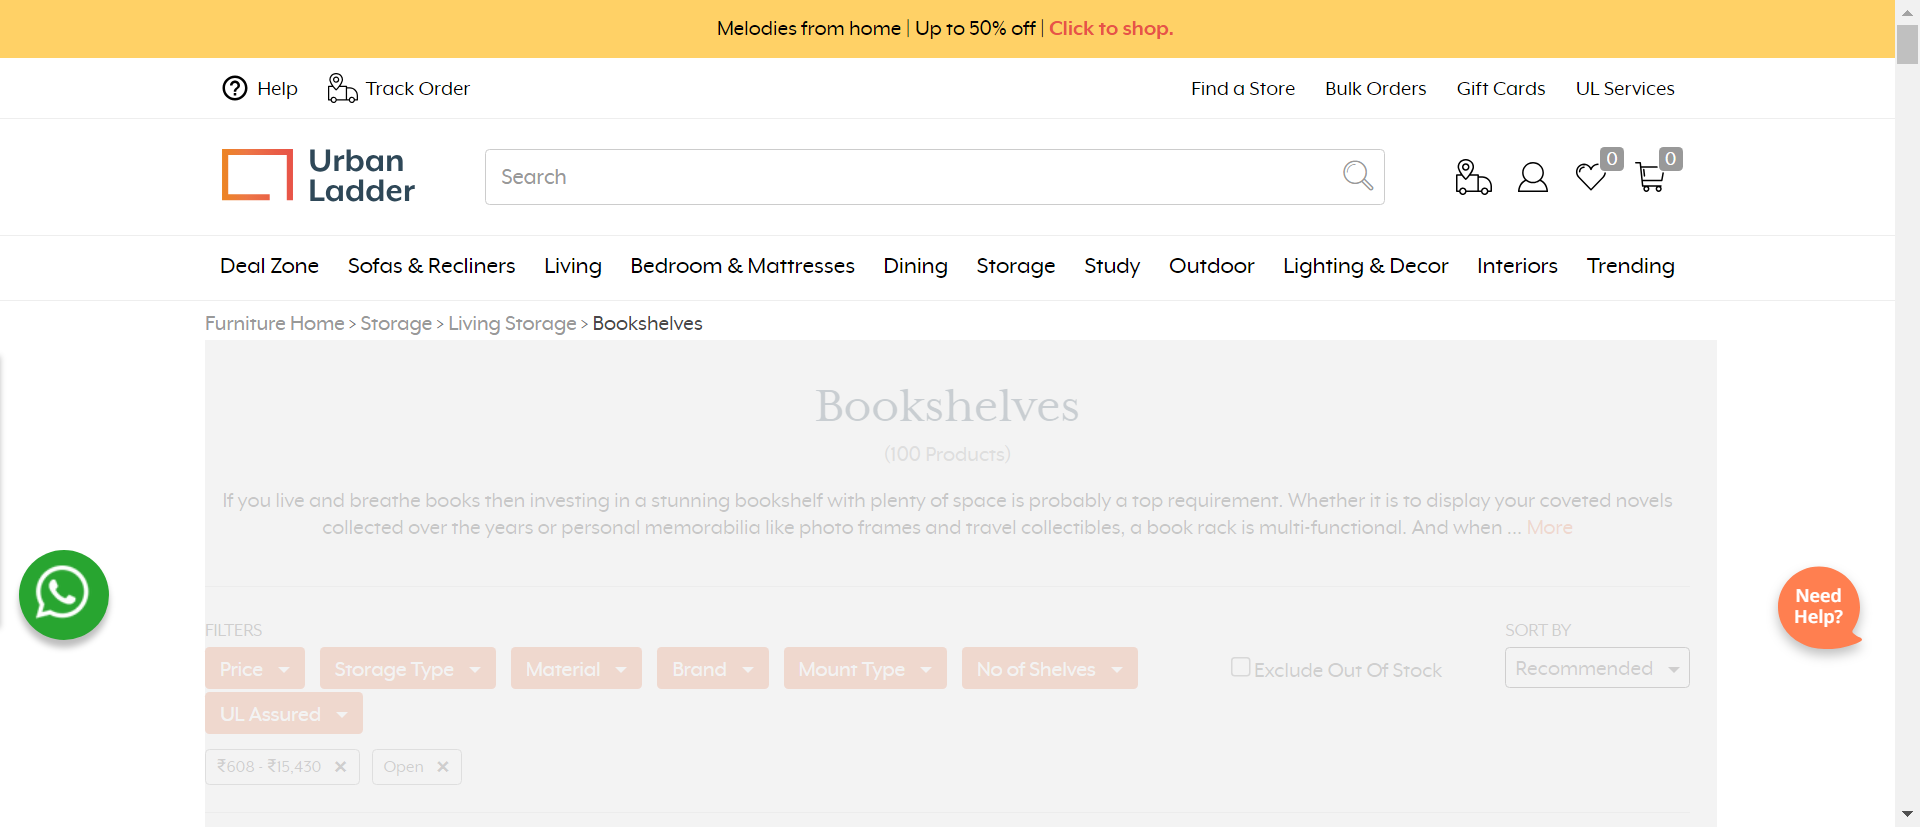 Melodies from home | Up to 50% off | Click to shop.
Help Track Order Find a Store Bulk Orders Gift Cards UL Services
Urban
Ladder
Search
0 0
Deal Zone Sofas & Recliners Living Bedroom & Mattresses Dining Storage Study Outdoor Lighting & Decor Interiors Trending
Furniture Home > Storage > Living Storage > Bookshelves
Bookshelves
(100 Products)
If you live and breathe books then investing in a stunning bookshelf with plenty of space is probably a top requirement. Whether it is to display your coveted novels
collected over the years or personal memorabilia like photo frames and travel collectibles, a book rack is multi-functional. And when ... More
Need
Help?
FILTERS SORT BY
Price Storage Type Material Brand Mount Type No of Shelves Exclude Out Of Stock Recommended
UL Assured
₹608 - ₹15,430 Open